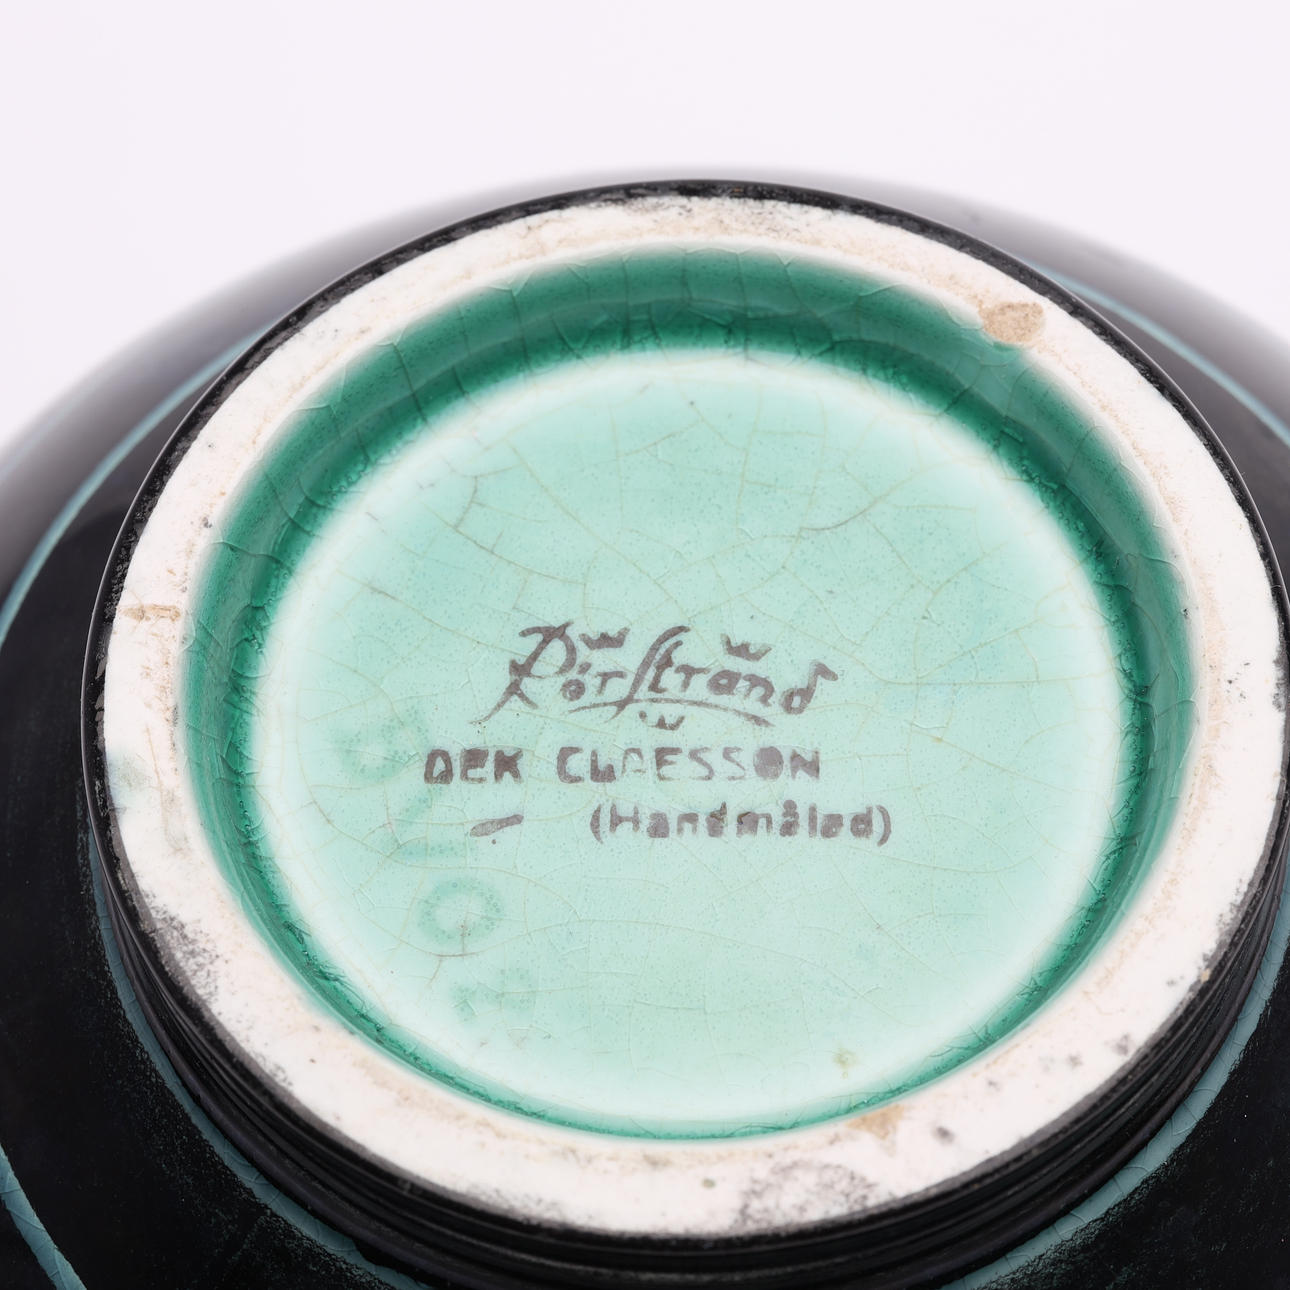 Rörstrand
DEK CLAESSON
(Handmålad)